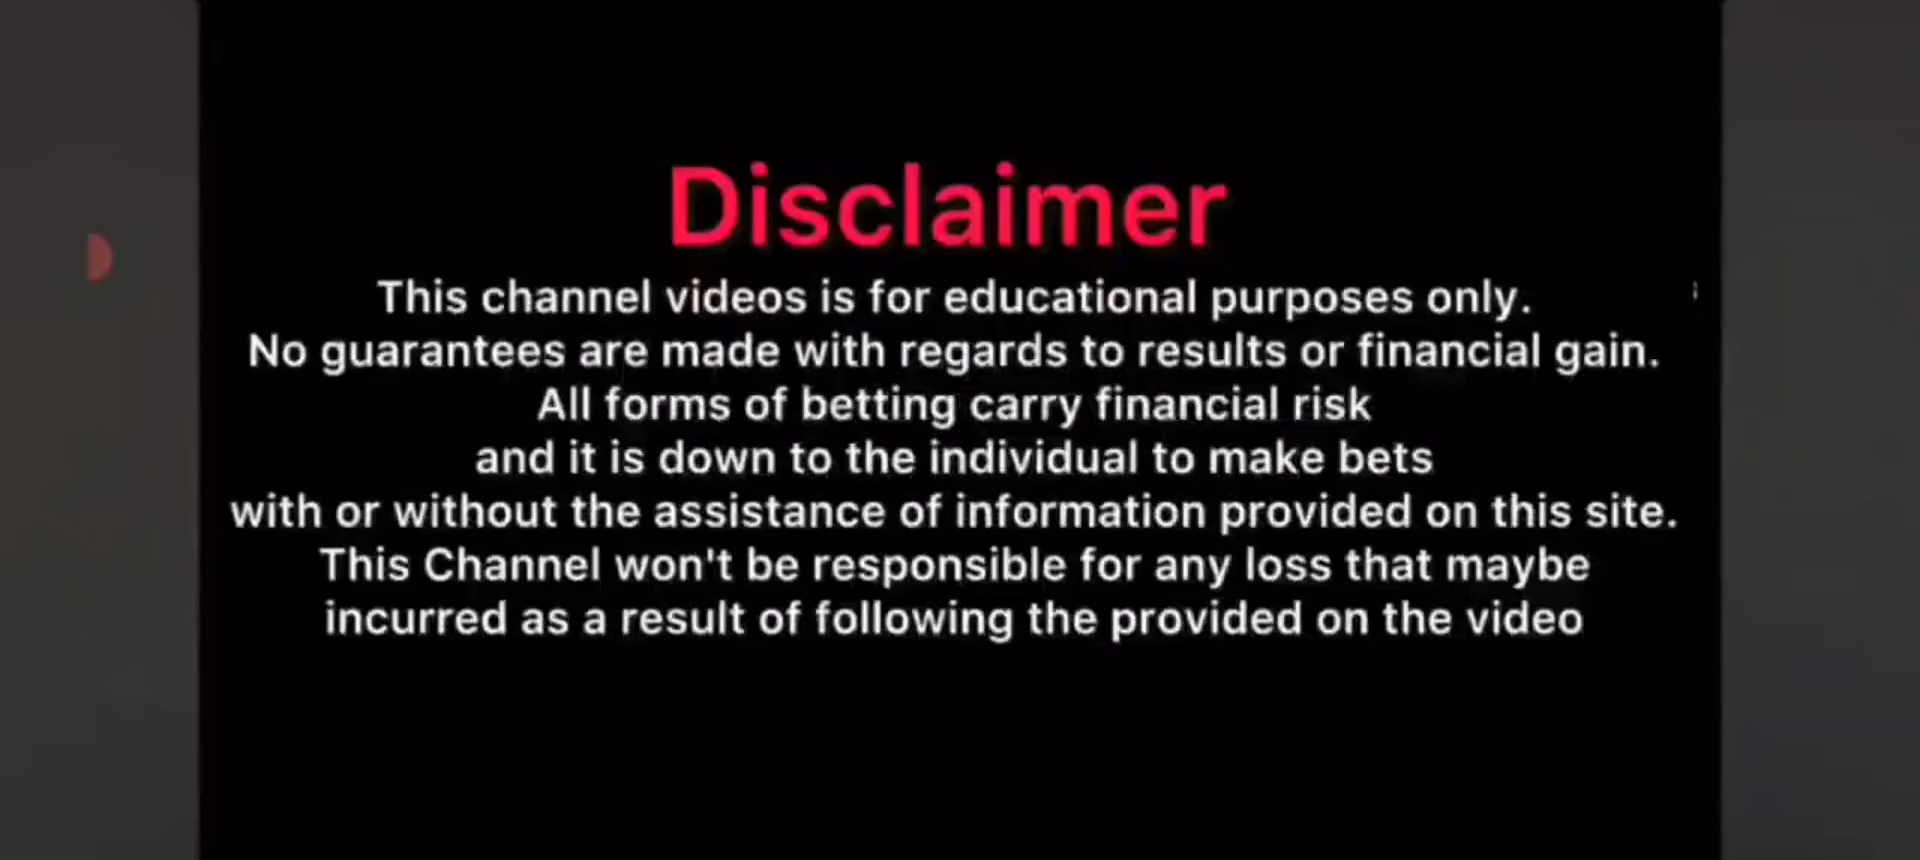 Disclaimer
This channel videos is for educational purposes only.
No guarantees are made with regards to results or financial gain.
All forms of betting carry financial risk
and it is down to the individual to make bets
with or without the assistance of information provided on this site.
This Channel won't be responsible for any loss that maybe
incurred as a result of following the provided on the video